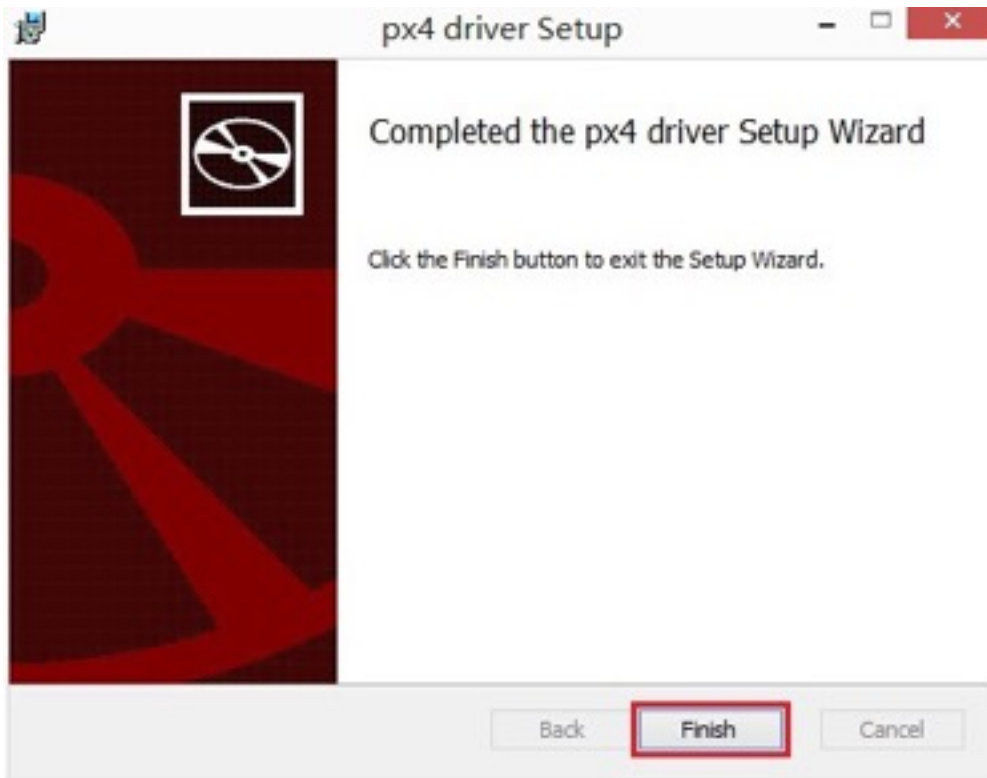 px4 driver Setup
Completed the px4 driver Setup Wizard
Click the Finish button to exit the Setup Wizard.
Back Finish Cancel